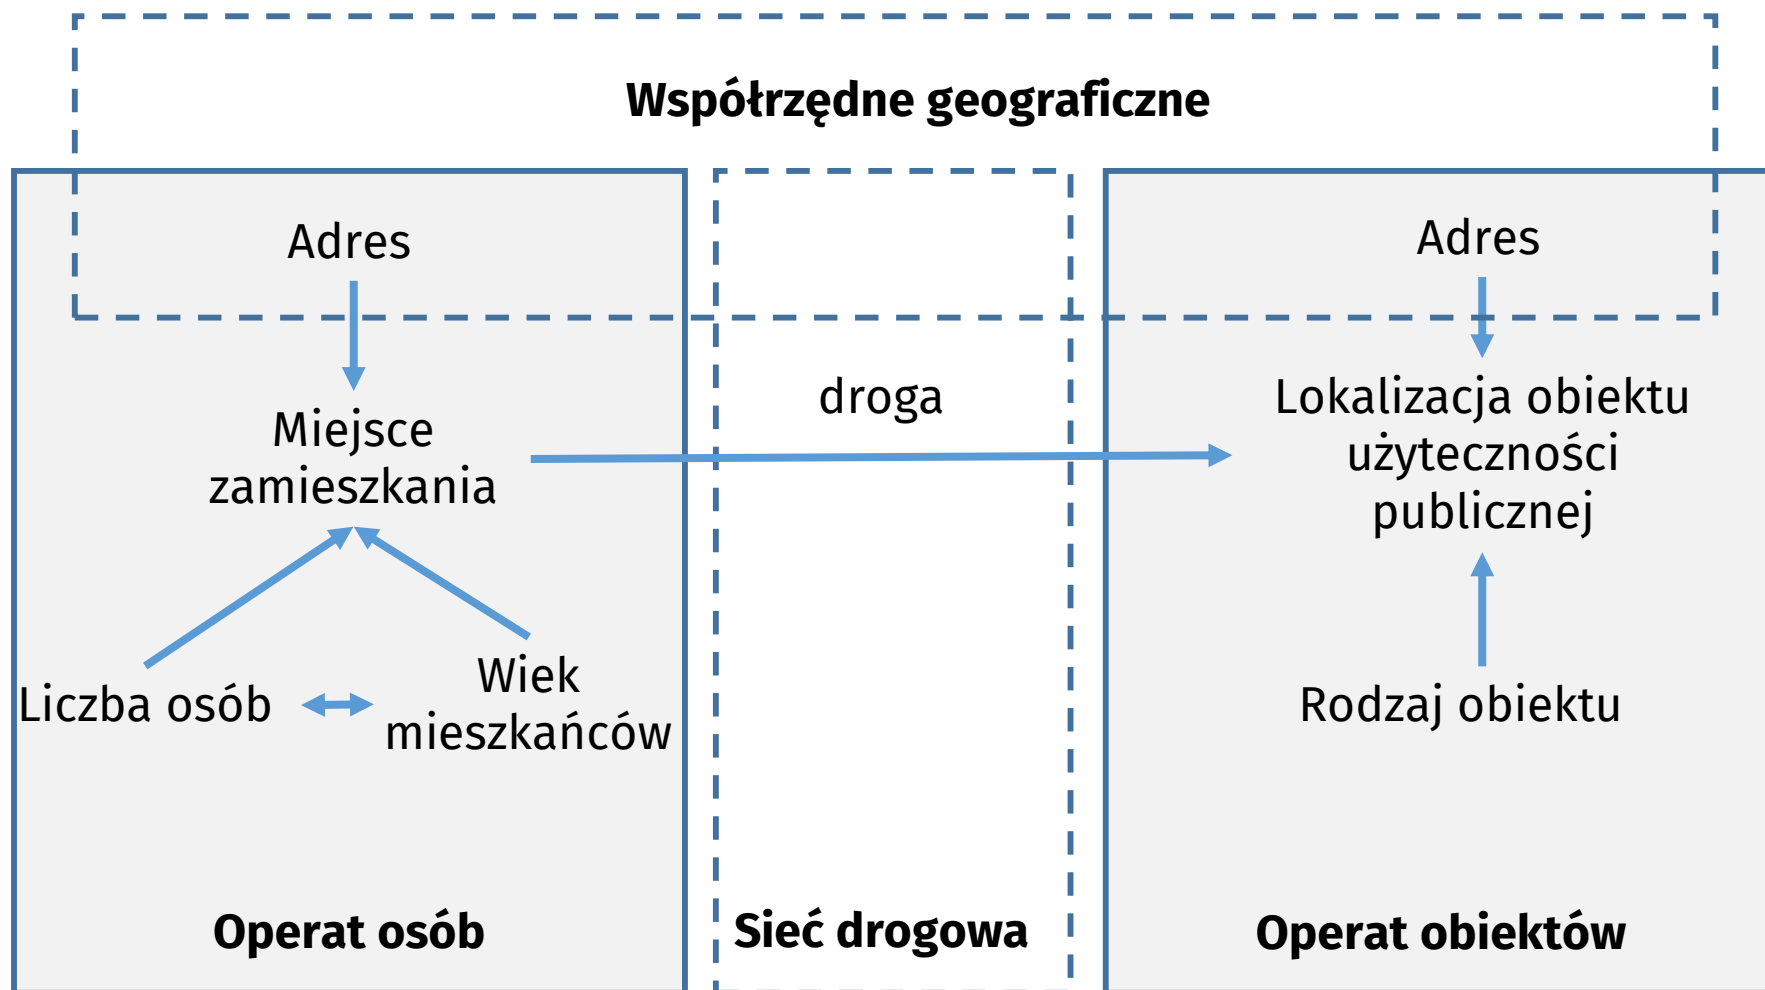 Współrzędne geograficzne
Adres
Adres
Miejsce
zamieszkania
droga
Lokalizacja obiektu
użyteczności
publicznej
Liczba osób
Wiek
mieszkańców
Rodzaj obiektu
Operat osób
Sieć drogowa
Operat obiektów